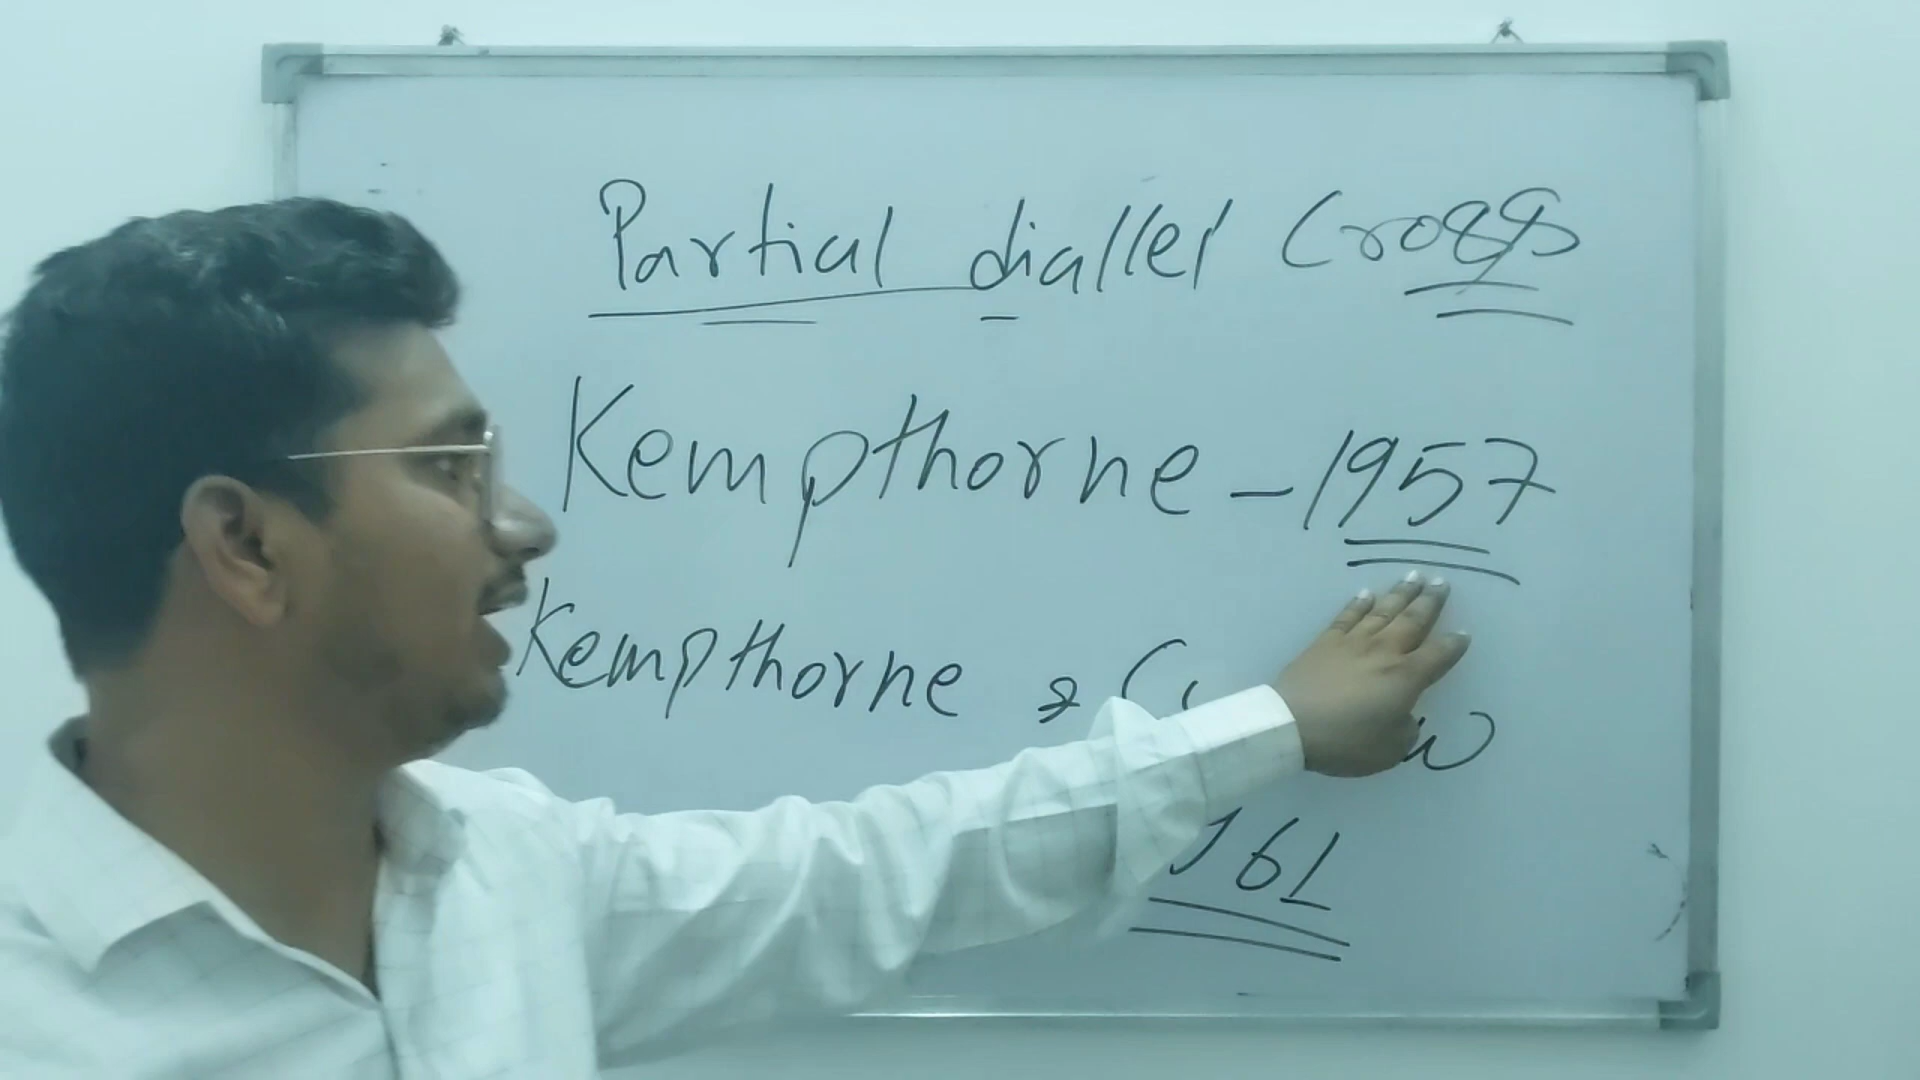 Partial diallel Cross
Kempthorne - 1957
Kempthorne &
61